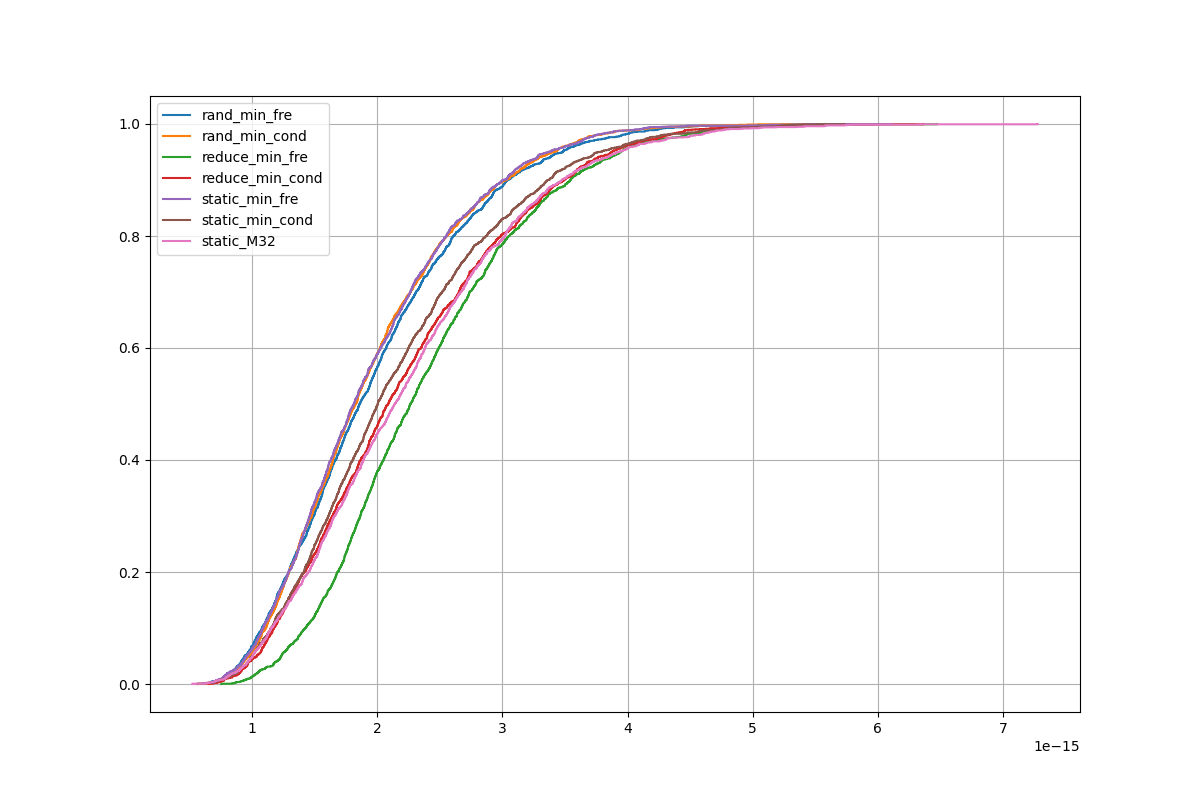 rand_min_fre
rand_min_cond
reduce_min_fre
reduce_min_cond
static_min_fre
static_min_cond
static_M32
1.0
0.8
0.6
0.4
0.2
0.0
1 2 3 4 5 6 7
1e−15